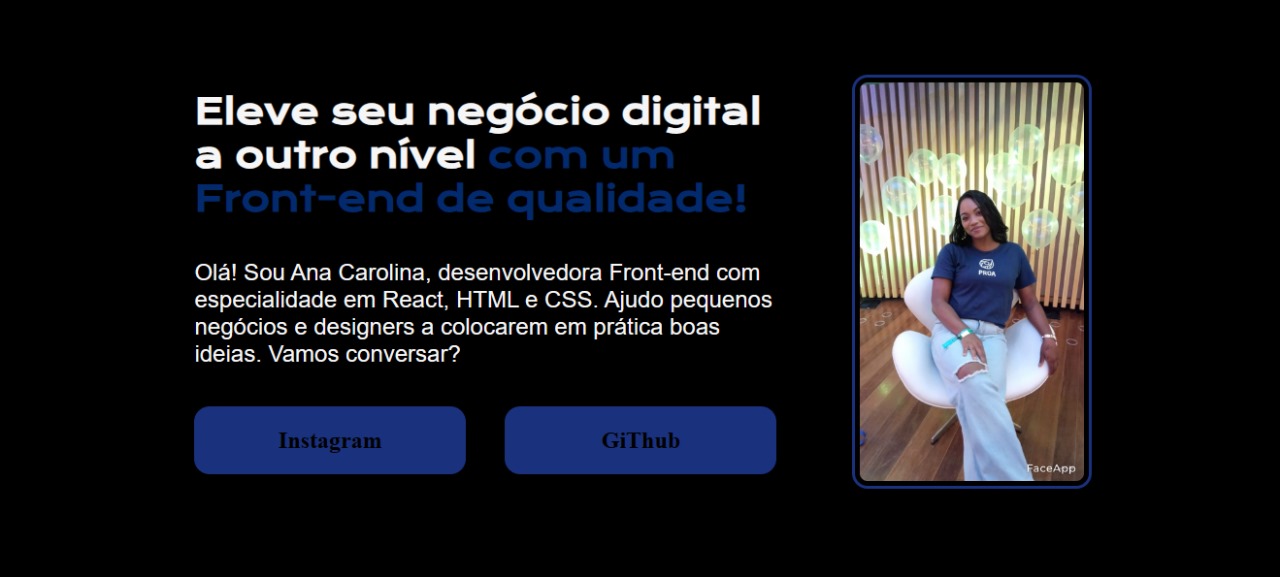 Eleve seu negócio digital
a outro nível com um
Front-end de qualidade!
Olá! Sou Ana Carolina, desenvolvedora Front-end com
especialidade em React, HTML e CSS. Ajudo pequenos
negócios e designers a colocarem em prática boas
ideias. Vamos conversar?
Instagram
GiThub
PROA
FaceApp